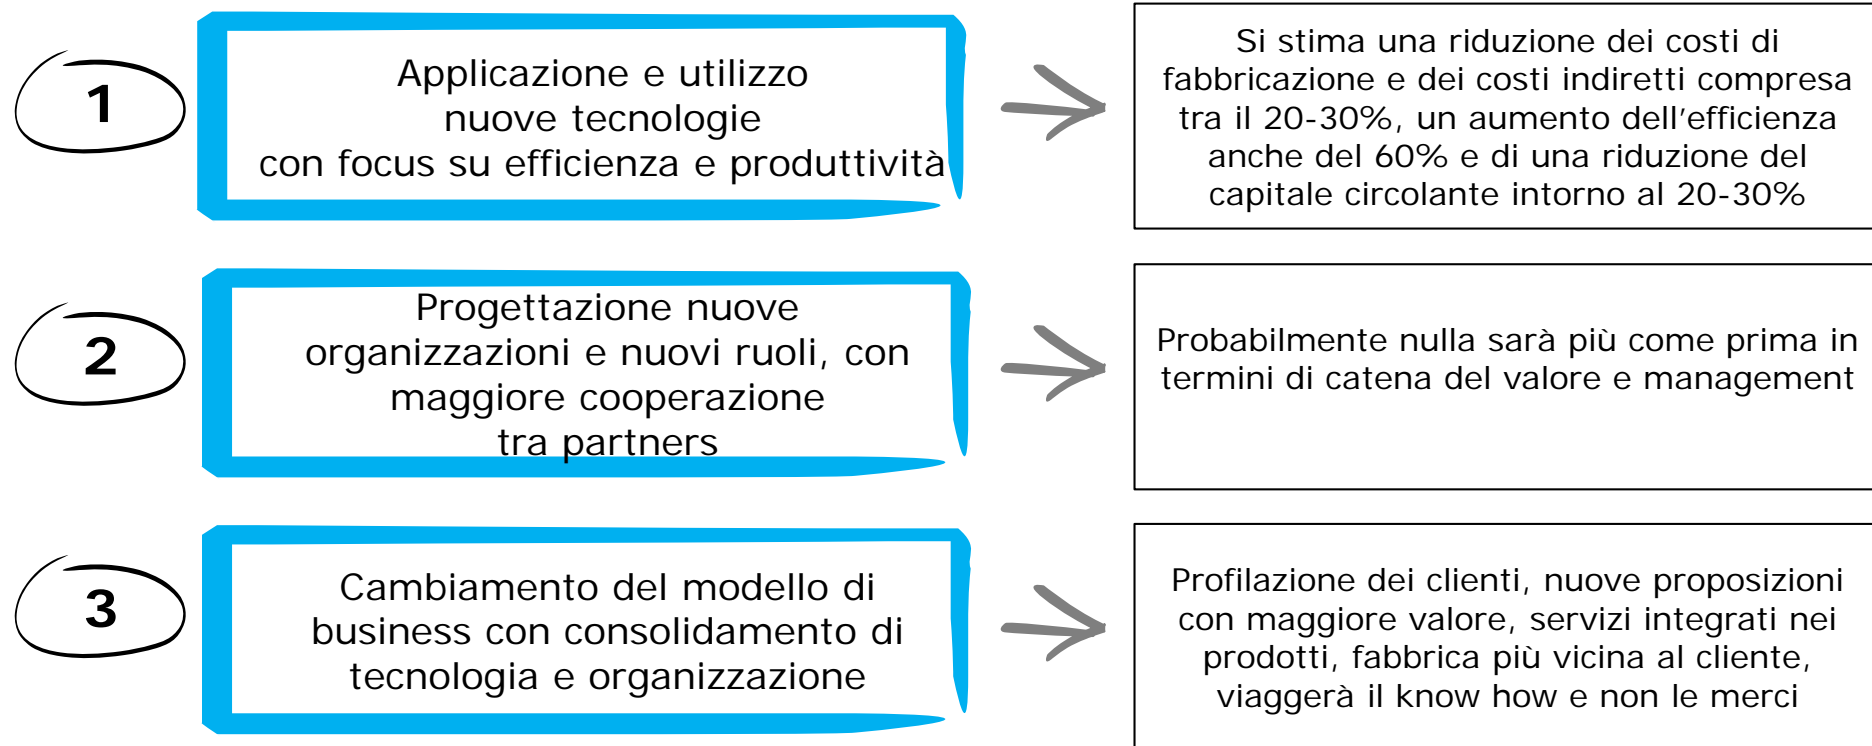 1
Applicazione e utilizzo
nuove tecnologie
con focus su efficienza e produttività
Si stima una riduzione dei costi di
fabbricazione e dei costi indiretti compresa
tra il 20-30%, un aumento dell'efficienza
anche del 60% e di una riduzione del
capitale circolante intorno al 20-30%
2
Progettazione nuove
organizzazioni e nuovi ruoli, con
maggiore cooperazione
tra partners
Probabilmente nulla sarà più come prima in
termini di catena del valore e management
3
Cambiamento del modello di
business con consolidamento di
tecnologia e organizzazione
Profilazione dei clienti, nuove proposizioni
con maggiore valore, servizi integrati nei
prodotti, fabbrica più vicina al cliente,
viaggerà il know how e non le merci